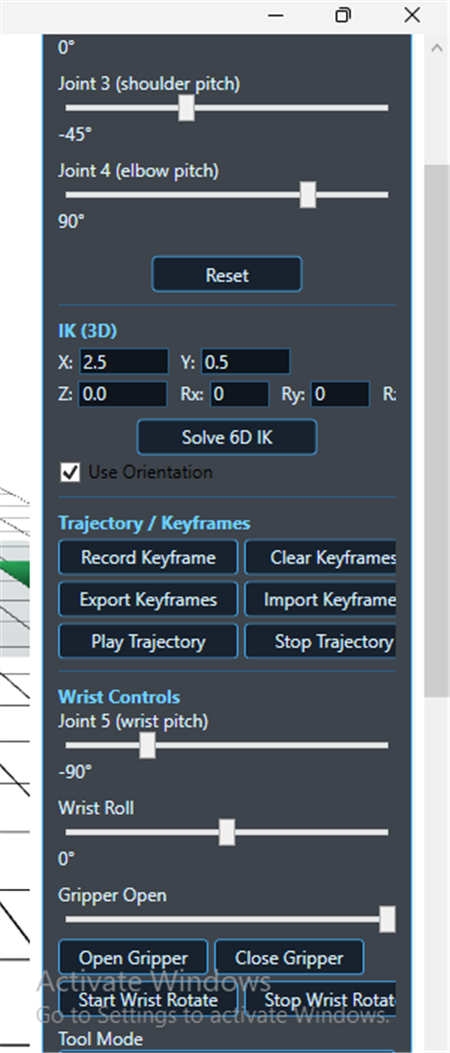 0°
Joint 3 (shoulder pitch)
-45°
Joint 4 (elbow pitch)
90°
Reset
IK (3D)
X: 2.5 Y: 0.5
Z: 0.0 Rx: 0 Ry: 0 R:
Solve 6D IK
Use Orientation
Trajectory / Keyframes
Record Keyframe Clear Keyframes
Export Keyframes Import Keyframe
Play Trajectory Stop Trajectory
Wrist Controls
Joint 5 (wrist pitch)
-90°
Wrist Roll
0°
Gripper Open
Open Gripper Close Gripper
Activate Windows
Start Wrist Rotate Stop Wrist Rotat
Go to Settings to activate Windows.
Tool Mode